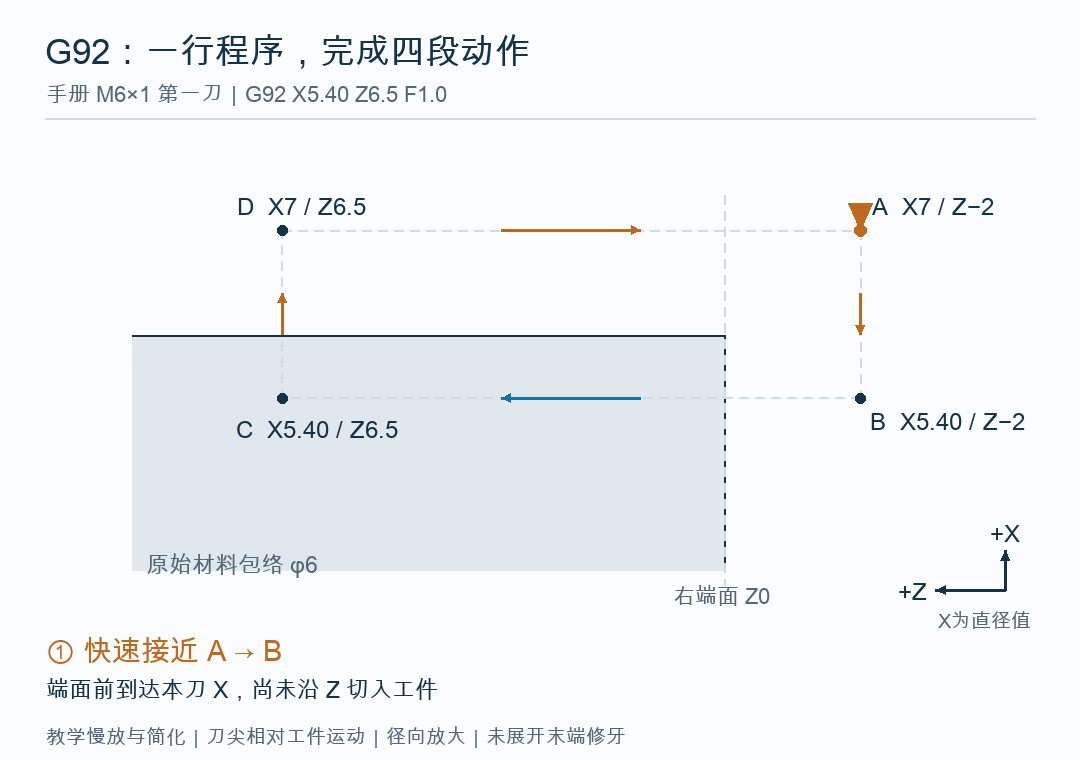 G92：一行程序，完成四段动作
手册 M6×1 第一刀 | G92 X5.40 Z6.5 F1.0
D X7 / Z6.5
A X7 / Z−2
C X5.40 / Z6.5
B X5.40 / Z−2
+X
原始材料包络 φ6
+Z
右端面 Z0
X为直径值
① 快速接近 A→B
端面前到达本刀 X，尚未沿 Z 切入工件
教学慢放与简化 | 刀尖相对工件运动 | 径向放大 | 未展开末端修牙